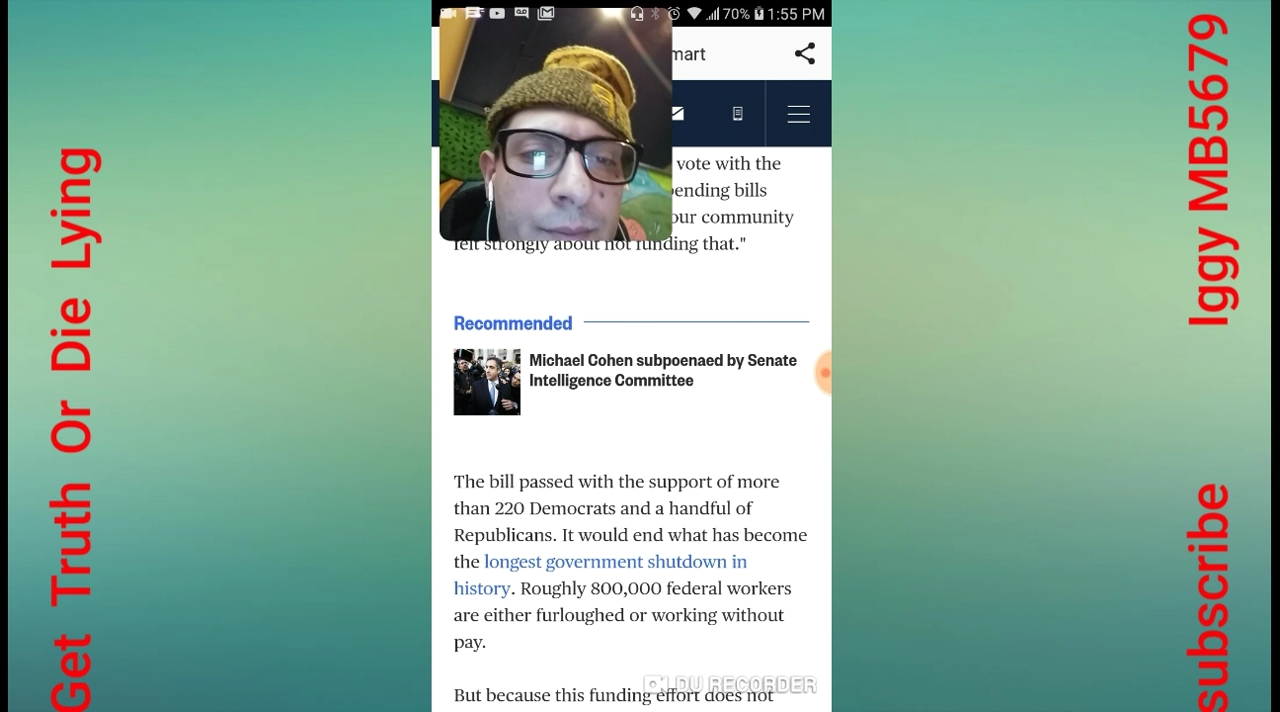 Get Truth Or Die Lying
70% 1:55 PM
mart
vote with the
pending bills
our community
felt strongly about not funding that."
Recommended
Michael Cohen subpoenaed by Senate
Intelligence Committee
The bill passed with the support of more
than 220 Democrats and a handful of
Republicans. It would end what has become
the longest government shutdown in
history. Roughly 800,000 federal workers
are either furloughed or working without
pay.
But because this funding effort does not
DU RECORDER
Iggy MB5679
subscribe